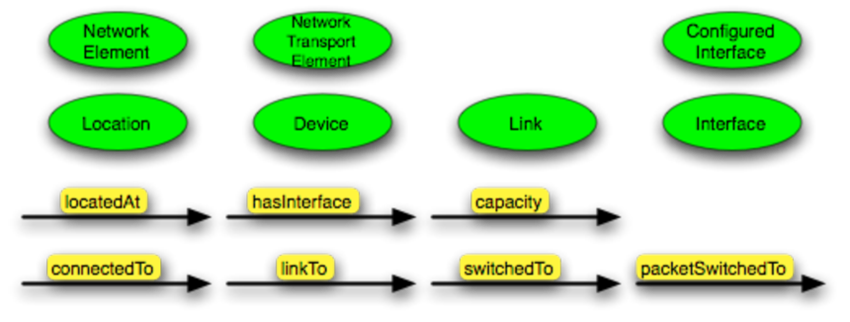 Network
Element
Network
Transport
Element
Configured
Interface
Location
Device
Link
Interface
locatedAt
hasInterface
capacity
connectedTo
linkTo
switchedTo
packetSwitchedTo